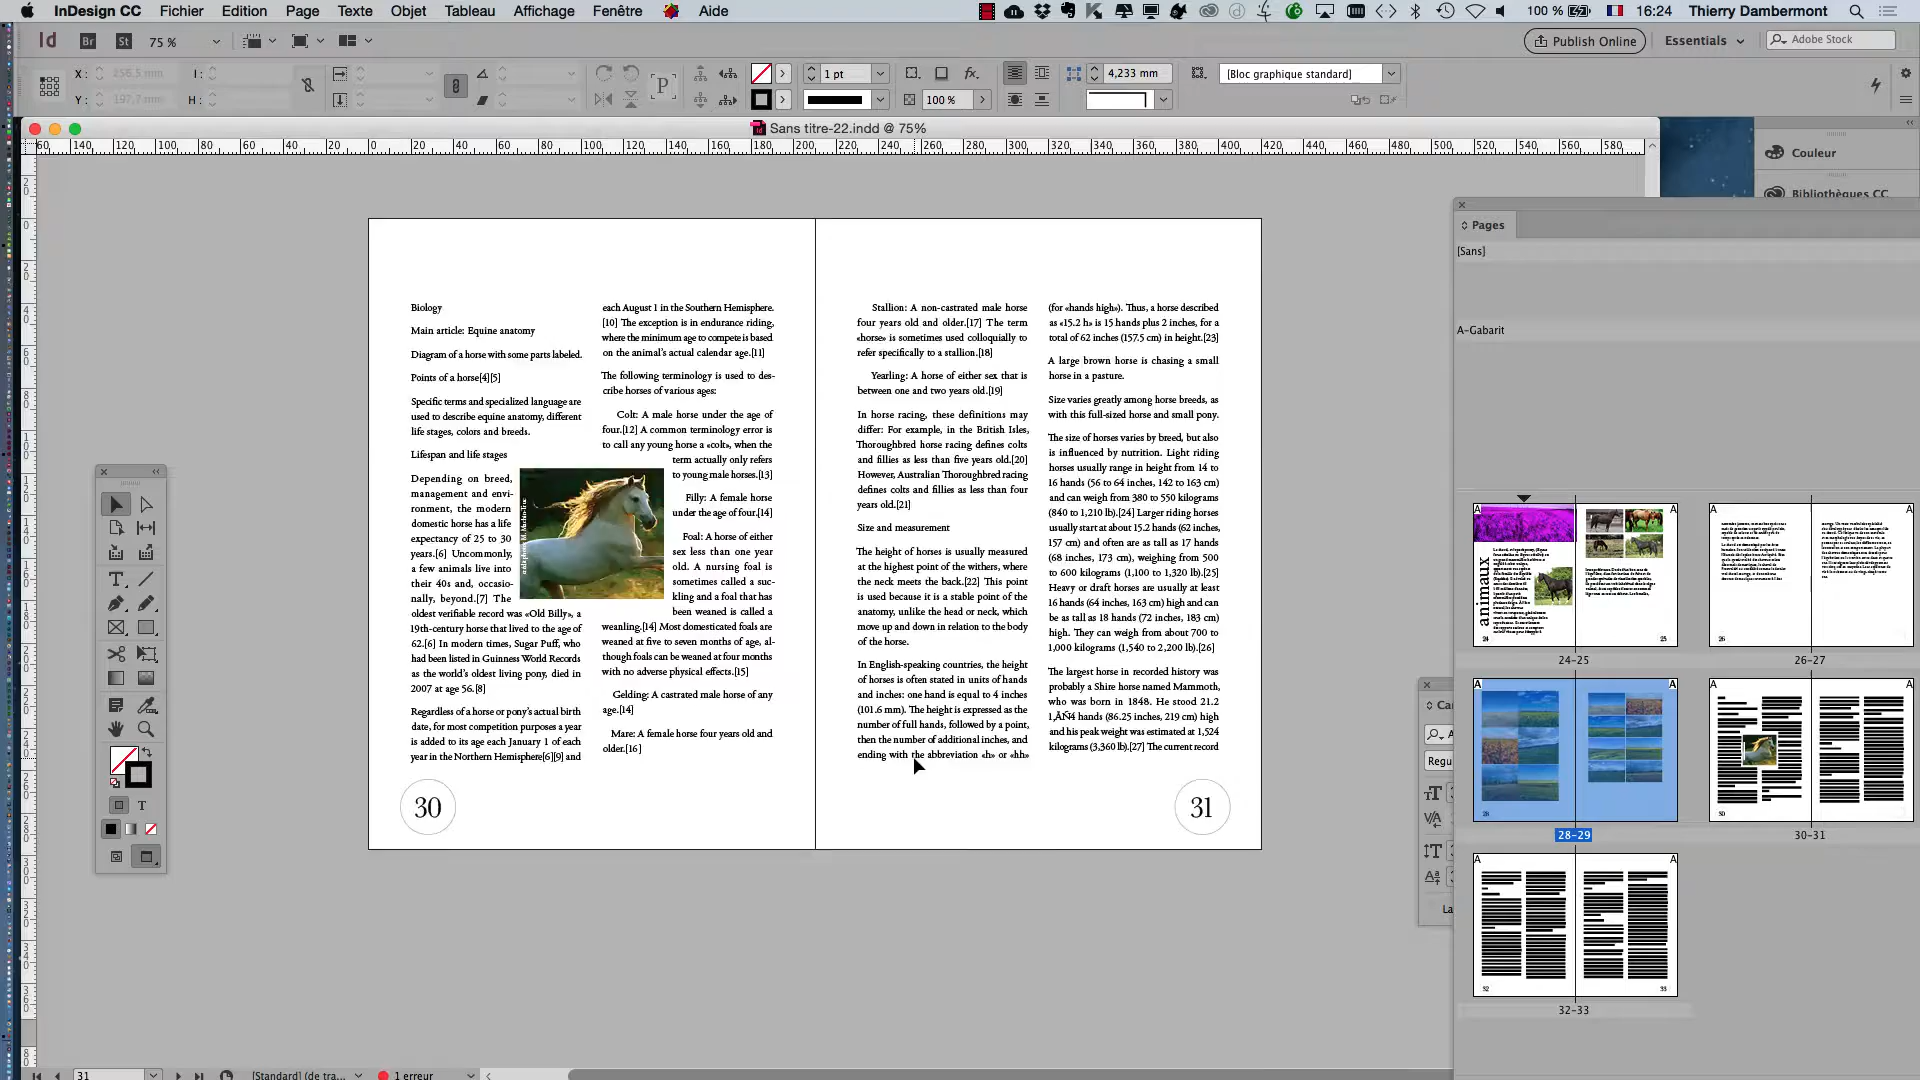 InDesign CC Fichier Edition Page Texte Objet Tableau Affichage Fenêtre Aide 100 % 16:24 Thierry Dambermont
Id Br St 75 % Publish Online Essentials Adobe Stock
X : 256,5 mm L : 1 pt fx. 4,233 mm [Bloc graphique standard]
Y : 197,7 mm H : P 100 %
Sans titre-22.indd @ 75%
Couleur
Bibliothèques CC
Pages
[Sans]
A-Gabarit
Biology
Main article: Equine anatomy
Diagram of a horse with some parts labeled.
Points of a horse[4][5]
Specific terms and specialized language are
used to describe equine anatomy, different
life stages, colors and breeds.
Lifespan and life stages
Depending on breed,
management and envi-
ronment, the modern
domestic horse has a life
expectancy of 25 to 30
years.[6] Uncommonly,
a few animals live into
their 40s and, occasio-
nally, beyond.[7] The
oldest verifiable record was «Old Billy», a
19th-century horse that lived to the age of
62.[6] In modern times, Sugar Puff, who
had been listed in Guinness World Records
as the world's oldest living pony, died in
2007 at age 56.[8]
Regardless of a horse or pony's actual birth
date, for most competition purposes a year
is added to its age each January 1 of each
year in the Northern Hemisphere[6][9] and
each August 1 in the Southern Hemisphere.
[10] The exception is in endurance riding,
where the minimum age to compete is based
on the animal's actual calendar age.[11]
The following terminology is used to des-
cribe horses of various ages:
Colt: A male horse under the age of
four.[12] A common terminology error is
to call any young horse a «colt», when the
term actually only refers
to young male horses.[13]
Filly: A female horse
under the age of four.[14]
Foal: A horse of either
sex less than one year
old. A nursing foal is
sometimes called a suc-
kling and a foal that has
been weaned is called a
weanling.[14] Most domesticated foals are
weaned at five to seven months of age, al-
though foals can be weaned at four months
with no adverse physical effects.[15]
Gelding: A castrated male horse of any
age.[14]
Mare: A female horse four years old and
older.[16]
30
Stallion: A non-castrated male horse
four years old and older.[17] The term
«horse» is sometimes used colloquially to
refer specifically to a stallion.[18]
Yearling: A horse of either sex that is
between one and two years old.[19]
In horse racing, these definitions may
differ: For example, in the British Isles,
Thoroughbred horse racing defines colts
and fillies as less than five years old.[20]
However, Australian Thoroughbred racing
defines colts and fillies as less than four
years old.[21]
Size and measurement
The height of horses is usually measured
at the highest point of the withers, where
the neck meets the back.[22] This point
is used because it is a stable point of the
anatomy, unlike the head or neck, which
move up and down in relation to the body
of the horse.
In English-speaking countries, the height
of horses is often stated in units of hands
and inches: one hand is equal to 4 inches
(101.6 mm). The height is expressed as the
number of full hands, followed by a point,
then the number of additional inches, and
ending with the abbreviation «h» or «hh»
(for «hands high»). Thus, a horse described
as «15.2 h» is 15 hands plus 2 inches, for a
total of 62 inches (157.5 cm) in height.[23]
A large brown horse is chasing a small
horse in a pasture.
Size varies greatly among horse breeds, as
with this full-sized horse and small pony.
The size of horses varies by breed, but also
is influenced by nutrition. Light riding
horses usually range in height from 14 to
16 hands (56 to 64 inches, 142 to 163 cm)
and can weigh from 380 to 550 kilograms
(840 to 1,210 lb).[24] Larger riding horses
usually start at about 15.2 hands (62 inches,
157 cm) and often are as tall as 17 hands
(68 inches, 173 cm), weighing from 500
to 600 kilograms (1,100 to 1,320 lb).[25]
Heavy or draft horses are usually at least
16 hands (64 inches, 163 cm) high and can
be as tall as 18 hands (72 inches, 183 cm)
high. They can weigh from about 700 to
1,000 kilograms (1,540 to 2,200 lb).[26]
The largest horse in recorded history was
probably a Shire horse named Mammoth,
who was born in 1848. He stood 21.2
1,ÅÑ4 hands (86.25 inches, 219 cm) high
and his peak weight was estimated at 1,524
kilograms (3,360 lb).[27] The current record
31
animaux
24 25
24-25
26
26-27
28
28-29
30
30-31
32 33
32-33
Regu
31 [Standard] (de tra... 1 erreur